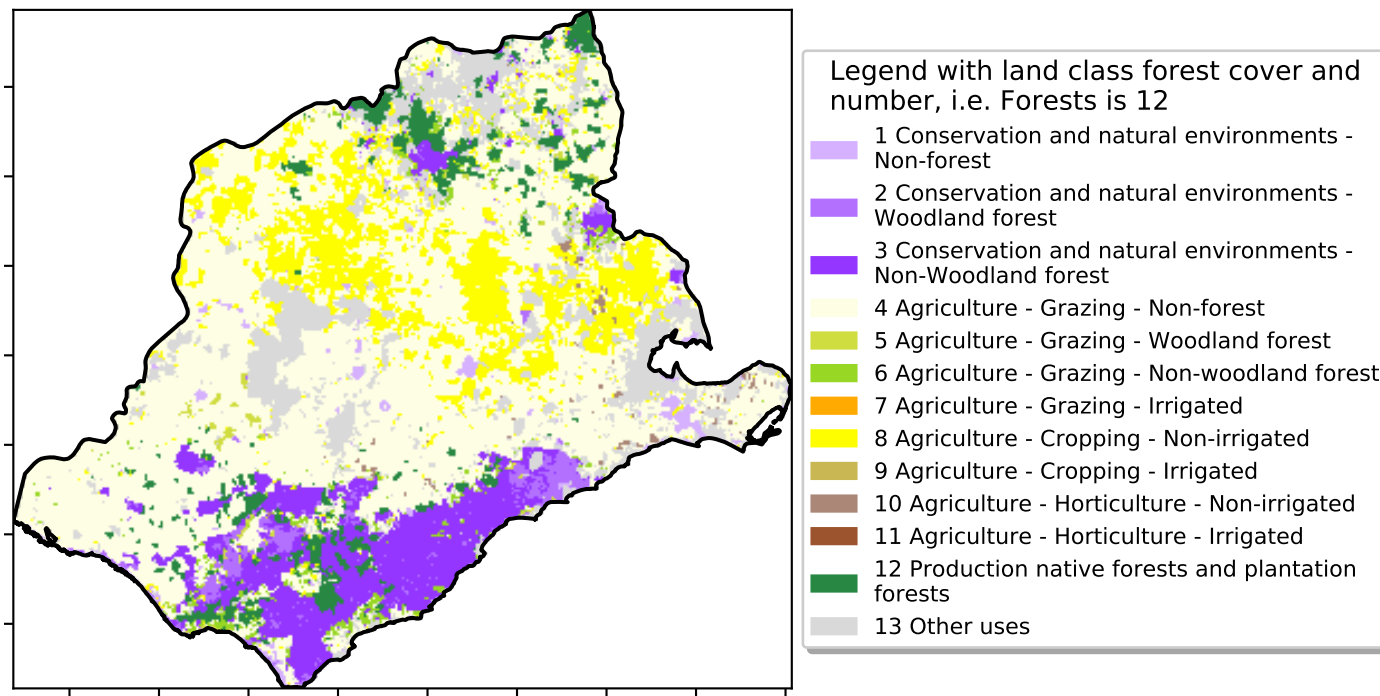 Legend with land class forest cover and
number, i.e. Forests is 12
1 Conservation and natural environments -
Non-forest
2 Conservation and natural environments -
Woodland forest
3 Conservation and natural environments -
Non-Woodland forest
4 Agriculture - Grazing - Non-forest
5 Agriculture - Grazing - Woodland forest
6 Agriculture - Grazing - Non-woodland forest
7 Agriculture - Grazing - Irrigated
8 Agriculture - Cropping - Non-irrigated
9 Agriculture - Cropping - Irrigated
10 Agriculture - Horticulture - Non-irrigated
11 Agriculture - Horticulture - Irrigated
12 Production native forests and plantation
forests
13 Other uses